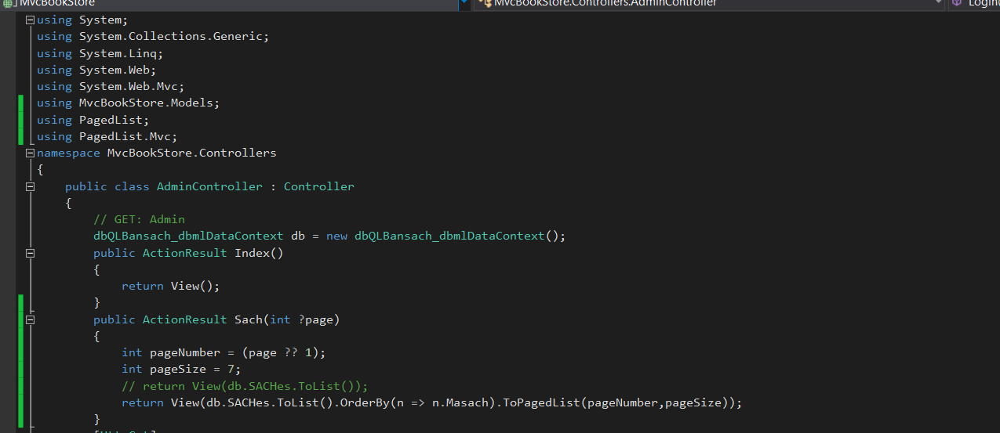 MvcBookStore MvcBookStore.Controllers.AdminController Login(
using System;
using System.Collections.Generic;
using System.Linq;
using System.Web;
using System.Web.Mvc;
using MvcBookStore.Models;
using PagedList;
using PagedList.Mvc;
namespace MvcBookStore.Controllers
{
    public class AdminController : Controller
    {
        // GET: Admin
        dbQLBansach_dbmlDataContext db = new dbQLBansach_dbmlDataContext();
        public ActionResult Index()
        {
            return View();
        }
        public ActionResult Sach(int ?page)
        {
            int pageNumber = (page ?? 1);
            int pageSize = 7;
            // return View(db.SACHes.ToList());
            return View(db.SACHes.ToList().OrderBy(n => n.Masach).ToPagedList(pageNumber,pageSize));
        }